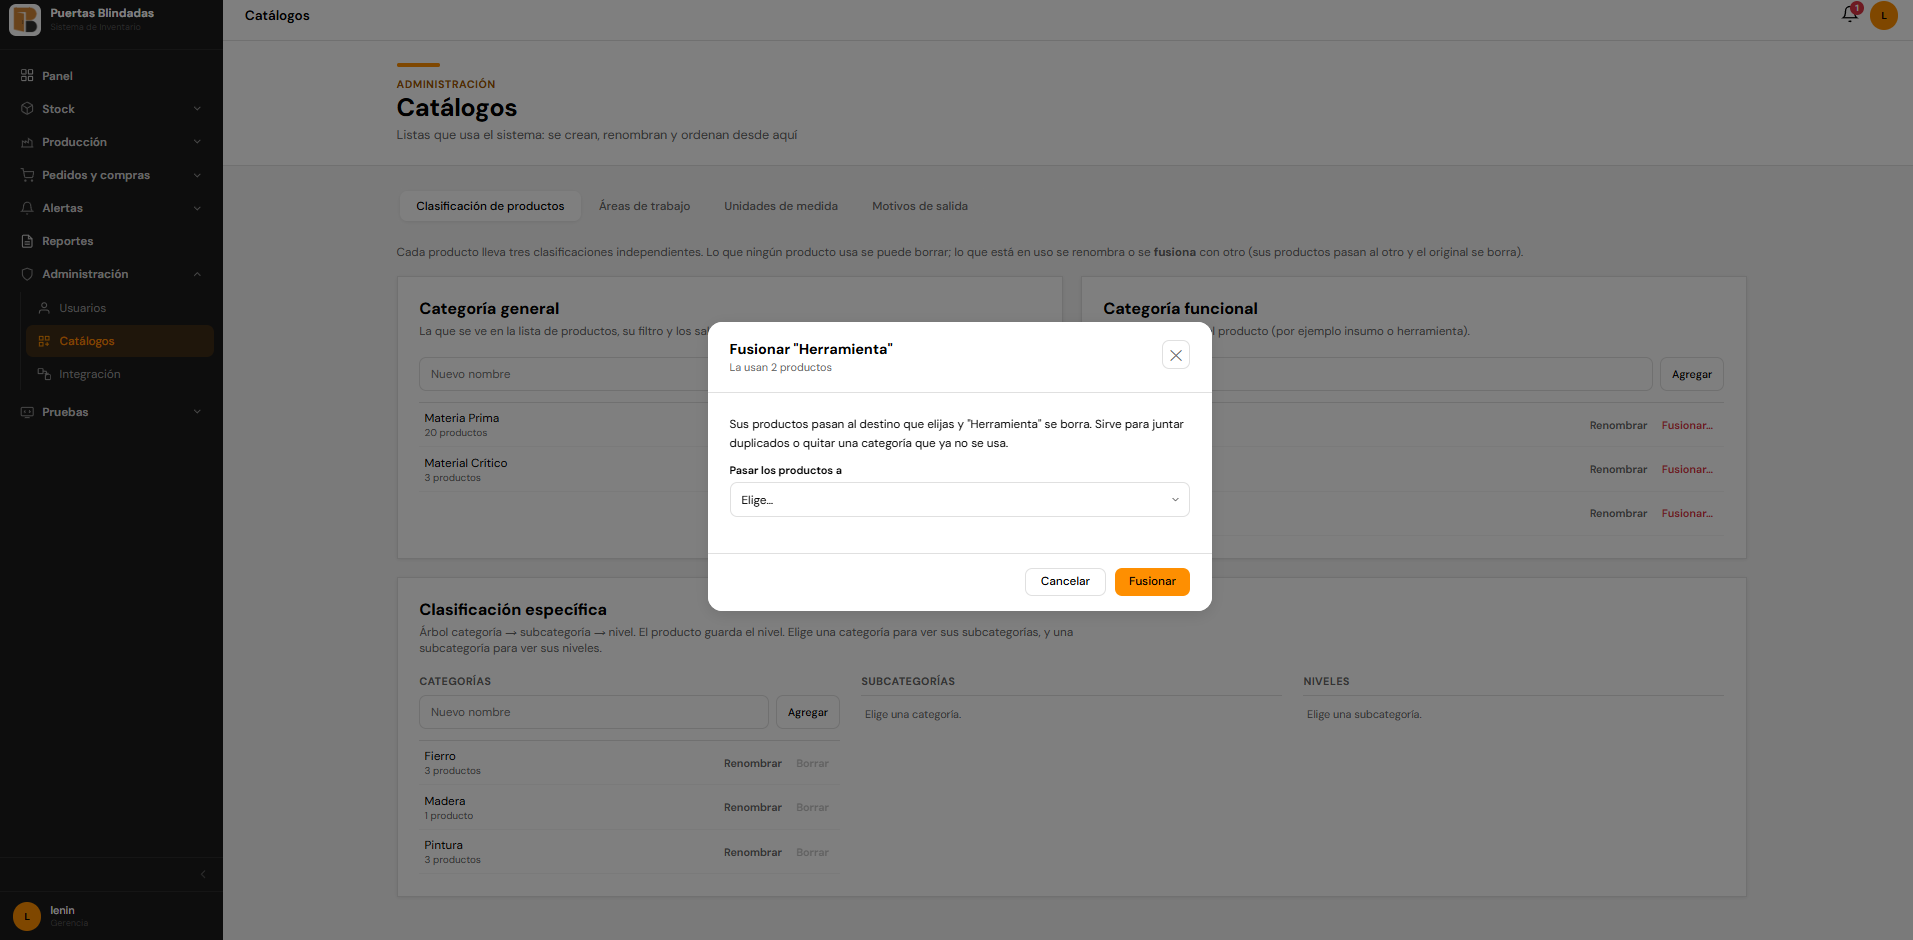 Puertas Blindadas
Sistema de Inventario
Panel
Stock
Producción
Pedidos y compras
Alertas
Reportes
Administración
Usuarios
Catálogos
Integración
Pruebas
L
lenin
Gerencia
Catálogos
1
L
ADMINISTRACIÓN
Catálogos
Listas que usa el sistema: se crean, renombran y ordenan desde aquí
Clasificación de productos
Áreas de trabajo
Unidades de medida
Motivos de salida
Cada producto lleva tres clasificaciones independientes. Lo que ningún producto usa se puede borrar; lo que está en uso se renombra o se fusiona con otro (sus productos pasan al otro y el original se borra).
Categoría general
La que se ve en la lista de productos, su filtro y los
Nuevo nombre
Materia Prima
20 productos
Material Crítico
3 productos
Categoría funcional
producto (por ejemplo insumo o herramienta).
Agregar
Renombrar Fusionar...
Renombrar Fusionar...
Renombrar Fusionar...
Fusionar "Herramienta"
La usan 2 productos
Sus productos pasan al destino que elijas y "Herramienta" se borra. Sirve para juntar
duplicados o quitar una categoría que ya no se usa.
Pasar los productos a
Elige...
Cancelar
Fusionar
Clasificación específica
Árbol categoría → subcategoría → nivel. El producto guarda el nivel. Elige una categoría para ver sus subcategorías, y una
subcategoría para ver sus niveles.
CATEGORÍAS
Nuevo nombre
Agregar
Fierro
3 productos
Renombrar Borrar
Madera
1 producto
Renombrar Borrar
Pintura
3 productos
Renombrar Borrar
SUBCATEGORÍAS
Elige una categoría.
NIVELES
Elige una subcategoría.